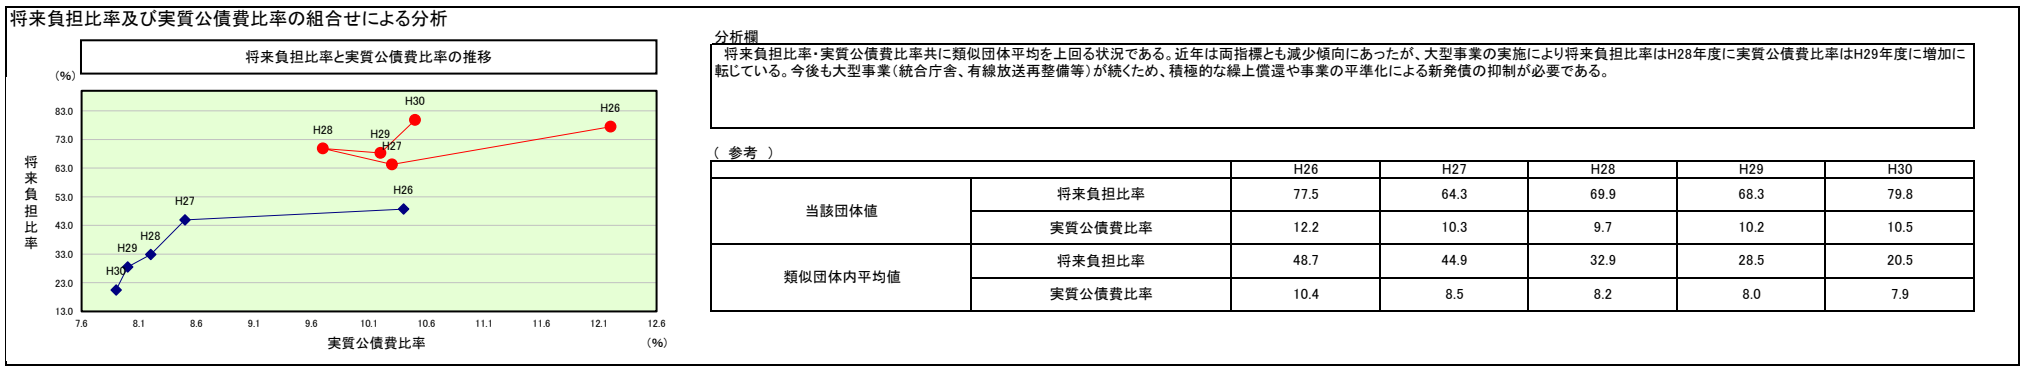 将来負担比率及び実質公債費比率の組合せによる分析
将来負担比率と実質公債費比率の推移
(%)
将来負担比率
83.0
73.0
63.0
53.0
43.0
33.0
23.0
13.0
H30
H26
H28
H29
H27
H26
H27
H28
H29
H30
7.6 8.1 8.6 9.1 9.6 10.1 10.6 11.1 11.6 12.1 12.6
実質公債費比率
(%)
分析欄
将来負担比率・実質公債費比率共に類似団体平均を上回る状況である。近年は両指標とも減少傾向にあったが、大型事業の実施により将来負担比率はH28年度に実質公債費比率はH29年度に増加に
転じている。今後も大型事業(統合庁舎、有線放送再整備等)が続くため、積極的な繰上償還や事業の平準化による新発債の抑制が必要である。
( 参考 )
H26 H27 H28 H29 H30
当該団体値
将来負担比率 77.5 64.3 69.9 68.3 79.8
実質公債費比率 12.2 10.3 9.7 10.2 10.5
類似団体内平均値
将来負担比率 48.7 44.9 32.9 28.5 20.5
実質公債費比率 10.4 8.5 8.2 8.0 7.9